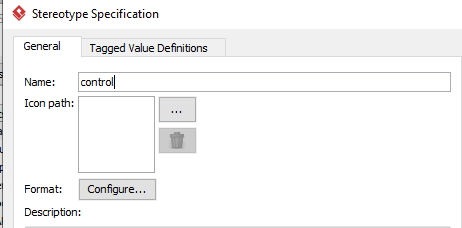 Stereotype Specification
General
Tagged Value Definitions
Name:
control
Icon path:
...
Format:
Configure...
Description: